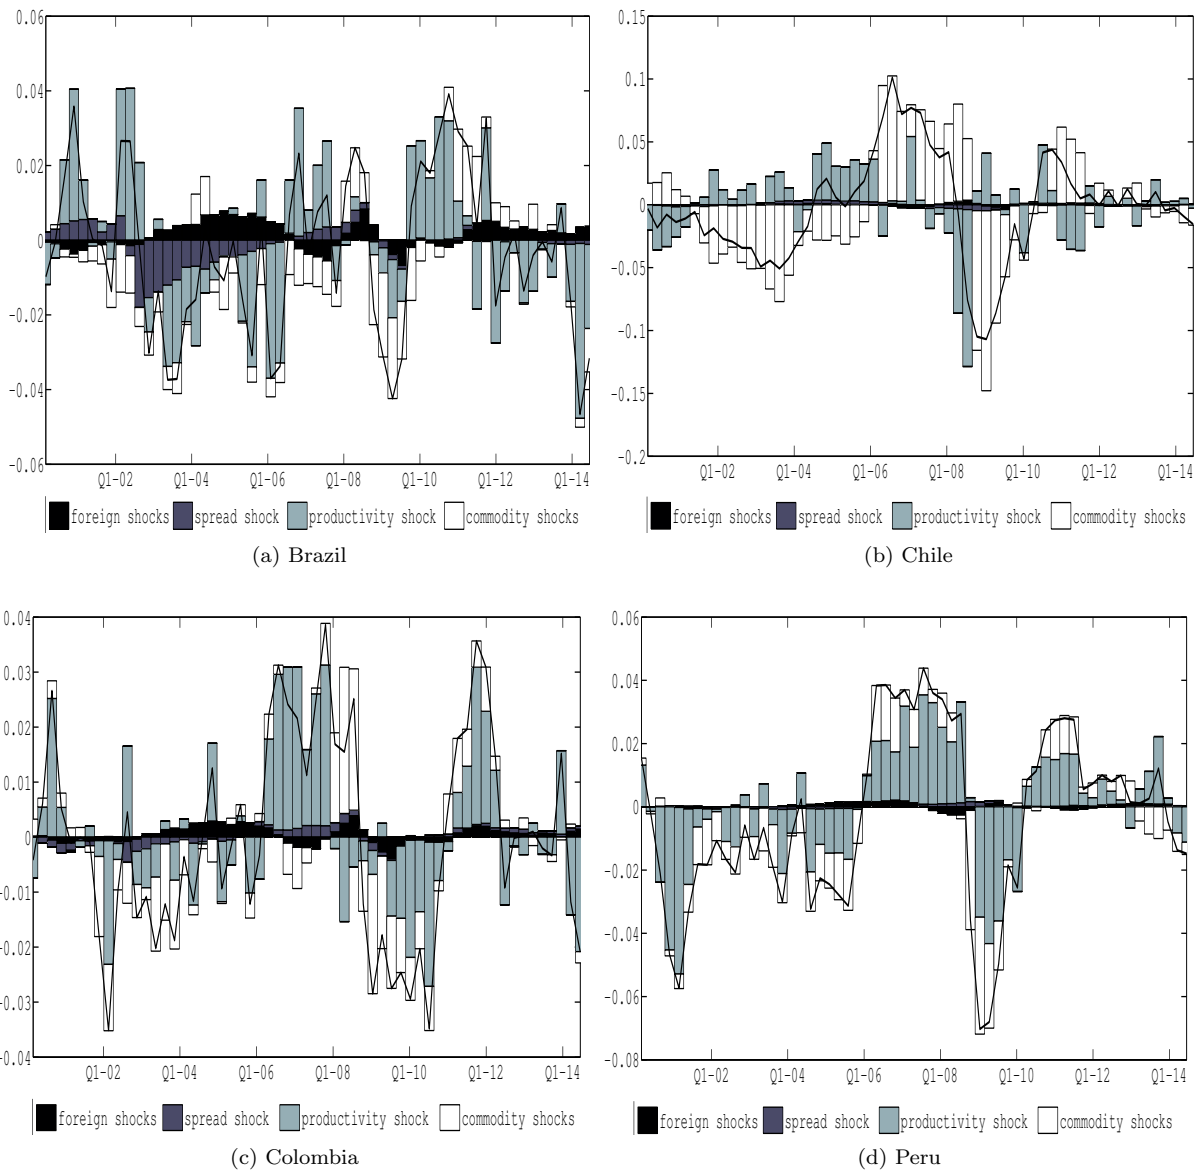 0.06
0.04
0.02
0
-0.02
-0.04
-0.06
Q1-02 Q1-04 Q1-06 Q1-08 Q1-10 Q1-12 Q1-14
foreign shocks spread shock productivity shock commodity shocks
(a) Brazil
0.15
0.1
0.05
0
-0.05
-0.1
-0.15
-0.2
Q1-02 Q1-04 Q1-06 Q1-08 Q1-10 Q1-12 Q1-14
foreign shocks spread shock productivity shock commodity shocks
(b) Chile
0.04
0.03
0.02
0.01
0
-0.01
-0.02
-0.03
-0.04
Q1-02 Q1-04 Q1-06 Q1-08 Q1-10 Q1-12 Q1-14
foreign shocks spread shock productivity shock commodity shocks
(c) Colombia
0.06
0.04
0.02
0
-0.02
-0.04
-0.06
-0.08
Q1-02 Q1-04 Q1-06 Q1-08 Q1-10 Q1-12 Q1-14
foreign shocks spread shock productivity shock commodity shocks
(d) Peru